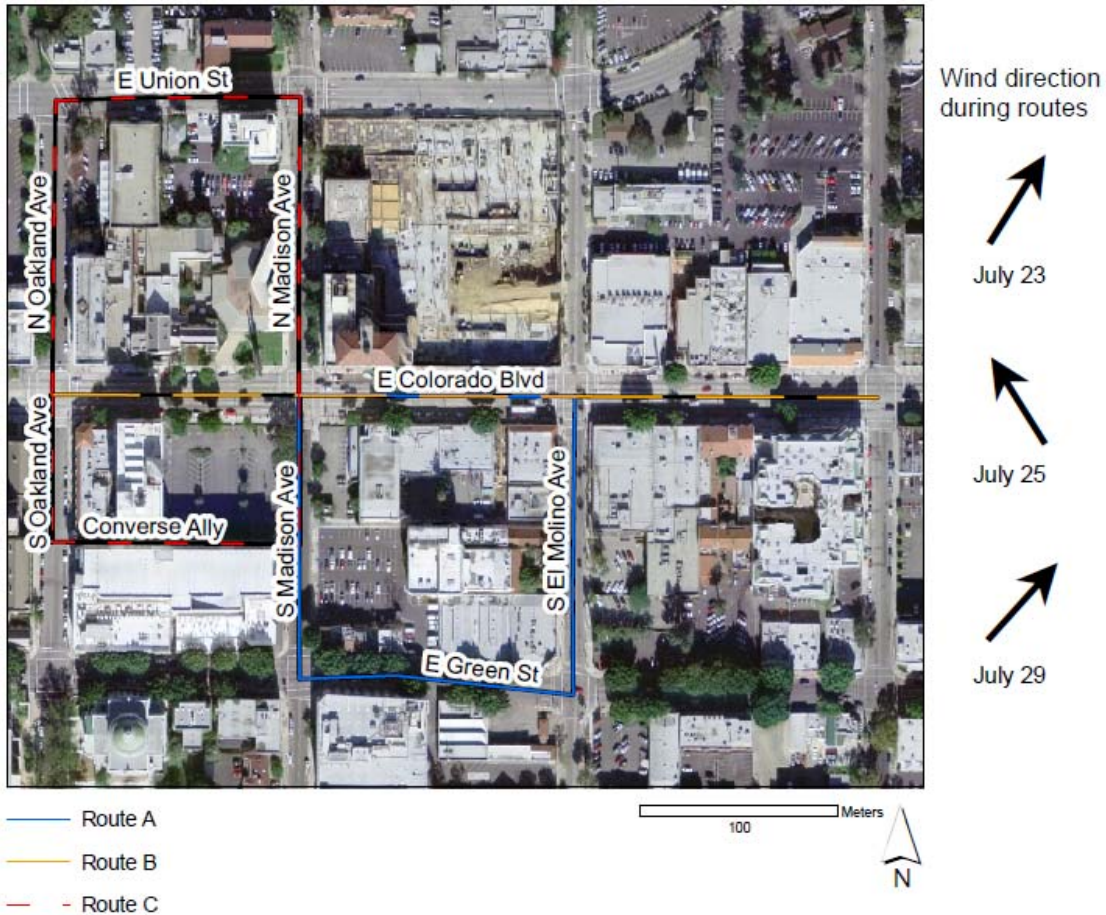 E Union St
N Oakland Ave
N Madison Ave
E Colorado Blvd
S Oakland Ave
Converse Ally
S Madison Ave
S El Molino Ave
E Green St
Wind direction
during routes
July 23
July 25
July 29
Route A
Route B
Route C
Meters
100
N